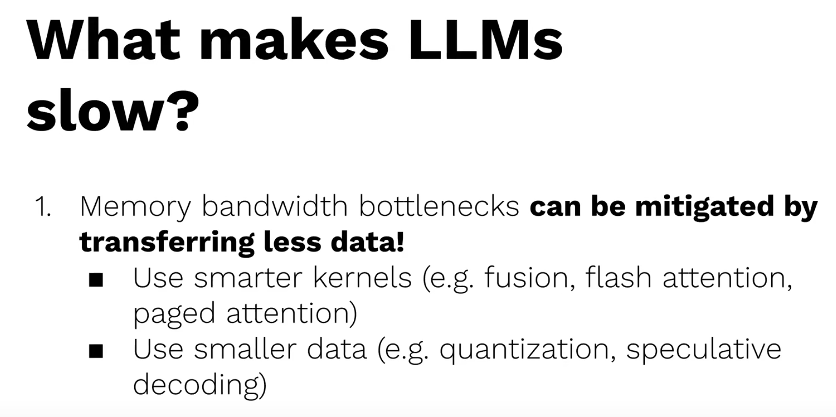 What makes LLMs
slow?
1. Memory bandwidth bottlenecks can be mitigated by
transferring less data!
■ Use smarter kernels (e.g. fusion, flash attention,
paged attention)
■ Use smaller data (e.g. quantization, speculative
decoding)